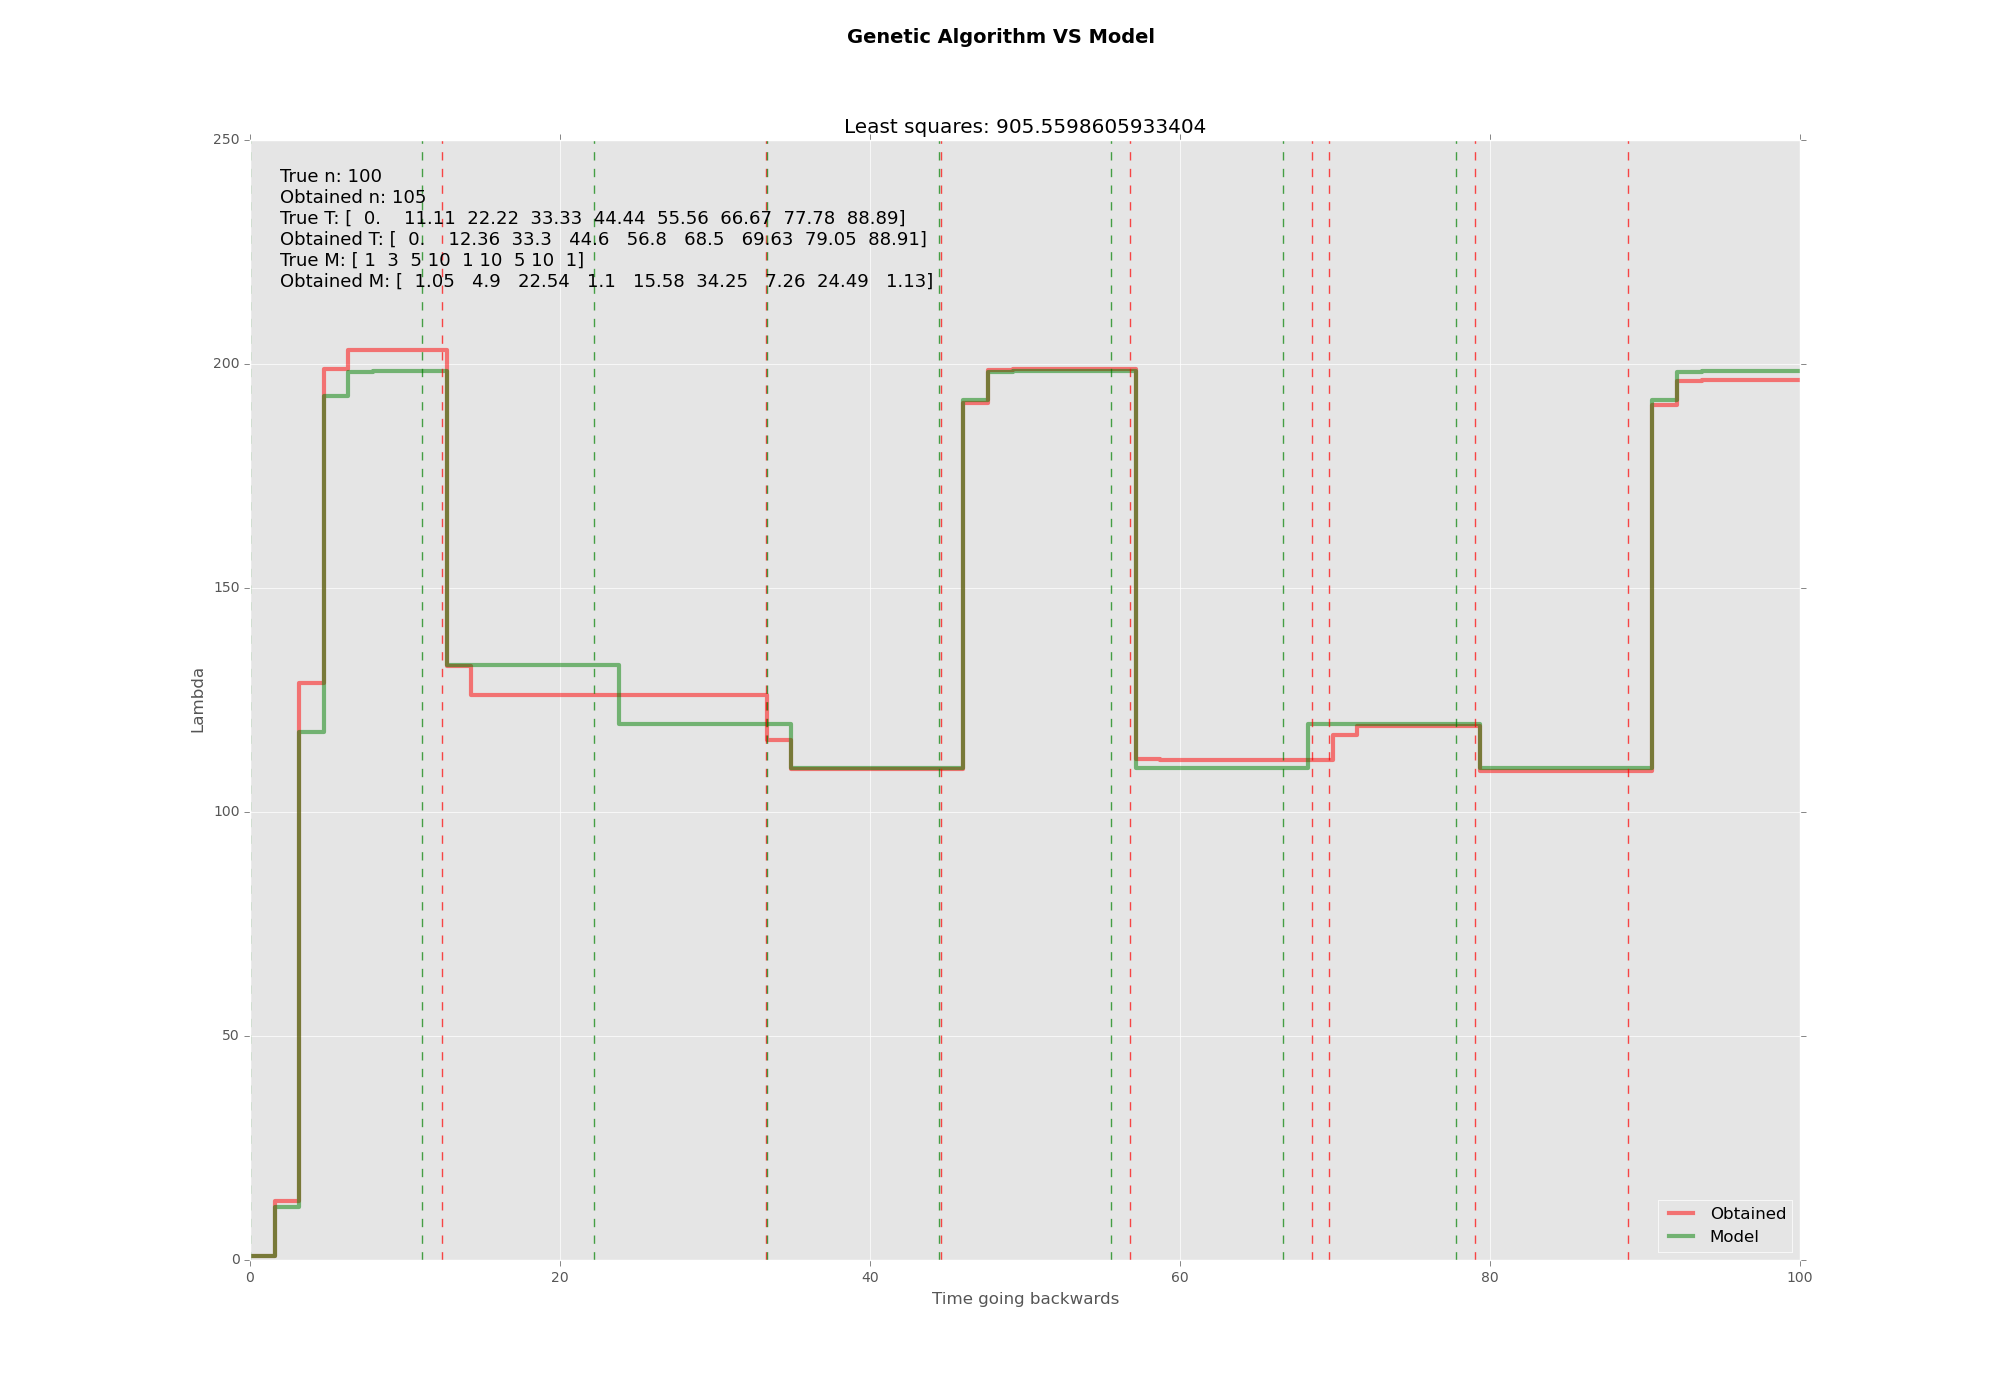 Genetic Algorithm VS Model
Least squares: 905.5598605933404
250
200
150
100
50
0
True n: 100
Obtained n: 105
True T: [  0.    11.11  22.22  33.33  44.44  55.56  66.67  77.78  88.89]
Obtained T: [  0.    12.36  33.3   44.6   56.8   68.5   69.63  79.05  88.91]
True M: [ 1  3  5 10  1 10  5 10  1]
Obtained M: [  1.05   4.9   22.54   1.1   15.58  34.25   7.26  24.49   1.13]
Lambda
Obtained
Model
0 20 40 60 80 100
Time going backwards